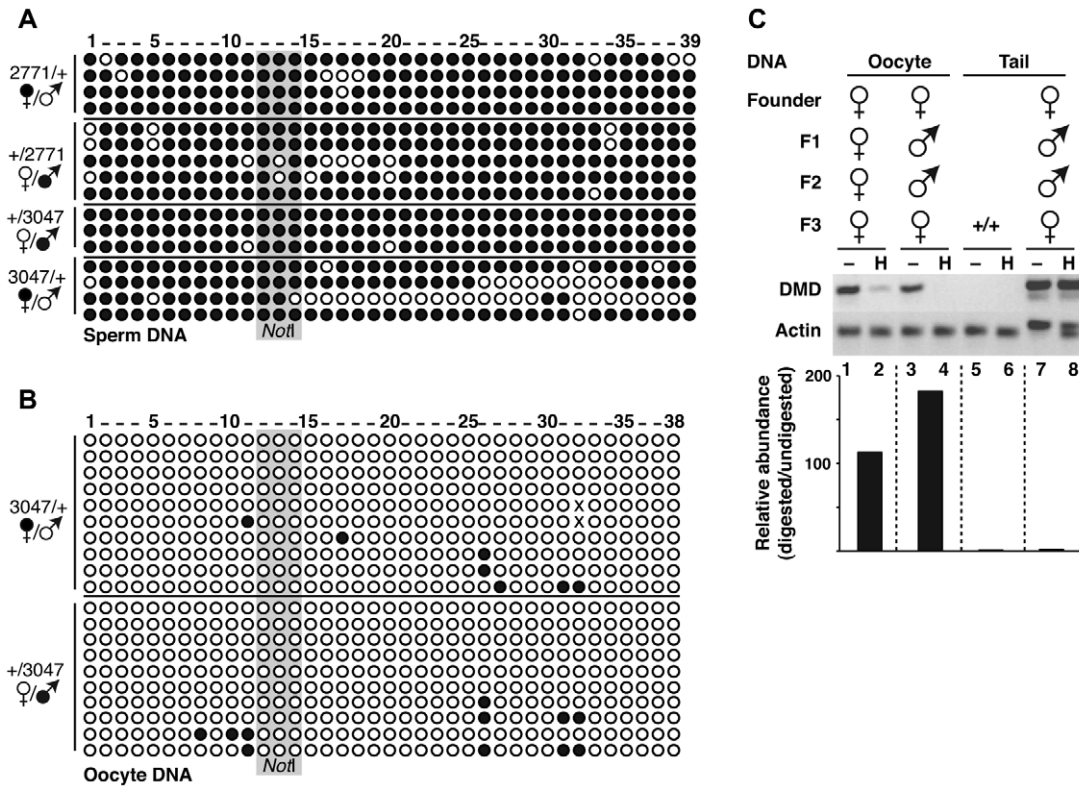 A
1 - - - 5 - - - - 10 - - - - 15 - - - - 20 - - - - 25 - - - - 30 - - - - 35 - - - 39
2771/+
♀/♂
+/2771
♀/♂
+/3047
♀/♂
3047/+
♀/♂
NotI
Sperm DNA
B
1 - - - 5 - - - - 10 - - - - 15 - - - - 20 - - - - 25 - - - - 30 - - - - 35 - - 38
3047/+
♀/♂
x
x
+/3047
♀/♂
NotI
Oocyte DNA
C
DNA Oocyte Tail
Founder ♀ ♀ ♀
F1 ♀ ♂ ♂
F2 ♀ ♂ ♂
F3 ♀ ♀ +/+ ♀
– H – H – H – H
DMD
Actin
1 2 3 4 5 6 7 8
200
100
Relative abundance
(digested/undigested)